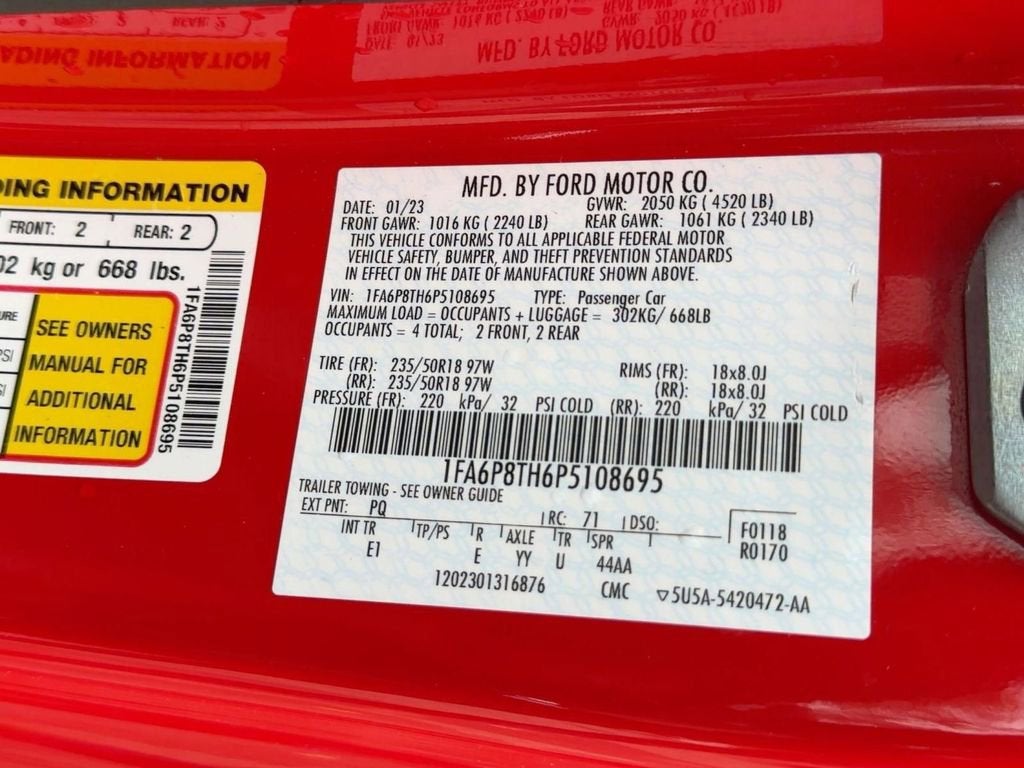 DING INFORMATION
FRONT: 2 REAR: 2
02 kg or 668 lbs.
URE
PSI
SI
SEE OWNERS
MANUAL FOR
ADDITIONAL
INFORMATION
1FA6P8TH6P5108695
MFD. BY FORD MOTOR CO.
DATE: 01/23 GVWR: 2050 KG ( 4520 LB)
FRONT GAWR: 1016 KG ( 2240 LB) REAR GAWR: 1061 KG ( 2340 LB)
THIS VEHICLE CONFORMS TO ALL APPLICABLE FEDERAL MOTOR
VEHICLE SAFETY, BUMPER, AND THEFT PREVENTION STANDARDS
IN EFFECT ON THE DATE OF MANUFACTURE SHOWN ABOVE.
VIN: 1FA6P8TH6P5108695 TYPE: Passenger Car
MAXIMUM LOAD = OCCUPANTS + LUGGAGE = 302KG/ 668LB
OCCUPANTS = 4 TOTAL; 2 FRONT, 2 REAR
TIRE (FR): 235/50R18 97W RIMS (FR): 18x8.0J
(RR): 235/50R18 97W (RR): 18x8.0J
PRESSURE (FR): 220 kPa/ 32 PSI COLD (RR): 220 kPa/ 32 PSI COLD
1FA6P8TH6P5108695
TRAILER TOWING - SEE OWNER GUIDE
EXT PNT: PQ RC: 71 DSO: F0118
INT TR TP/PS R AXLE TR SPR R0170
E1 E YY U 44AA
1202301316876 CMC ▽5U5A-5420472-AA